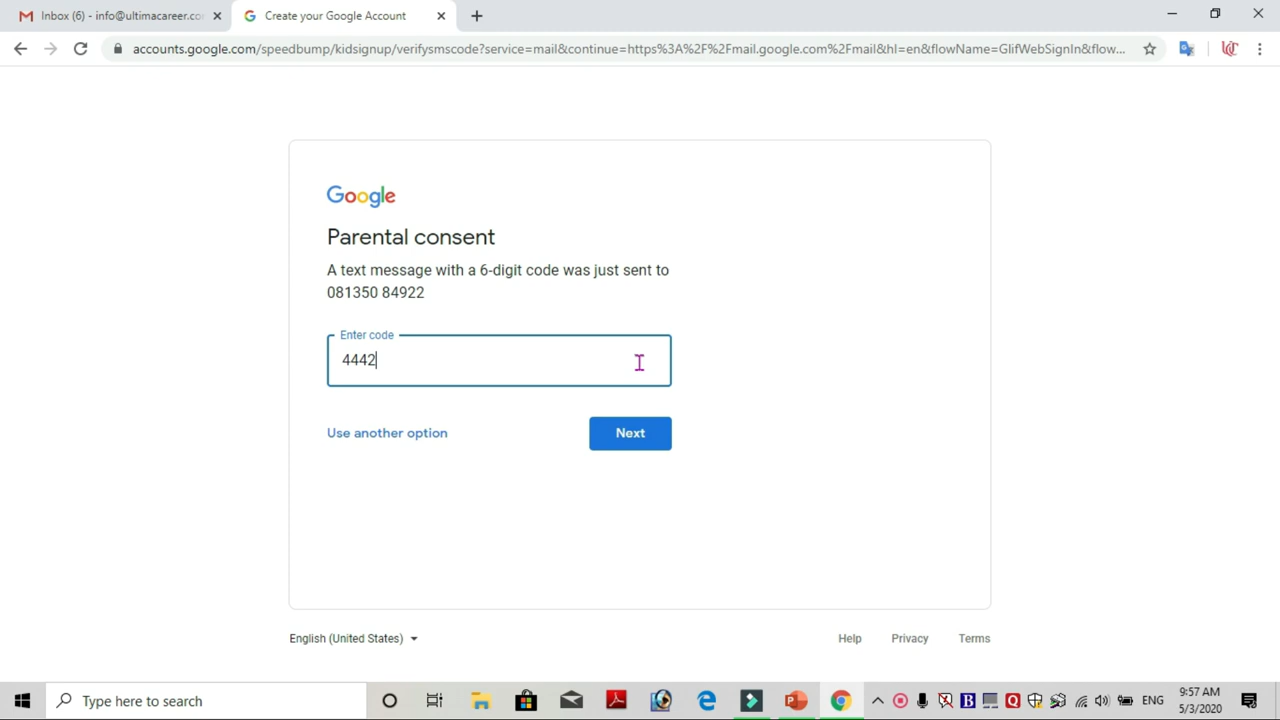 Inbox (6) - info@ultimacareer.co
Create your Google Account
accounts.google.com/speedbump/kidsignup/verifysmscode?service=mail&continue=https%3A%2F%2Fmail.google.com%2Fmail&hl=en&flowName=GlifWebSignIn&flow...
Google
Parental consent
A text message with a 6-digit code was just sent to
081350 84922
Enter code
4442
Use another option
Next
English (United States)
Help
Privacy
Terms
Type here to search
ENG
9:57 AM
5/3/2020